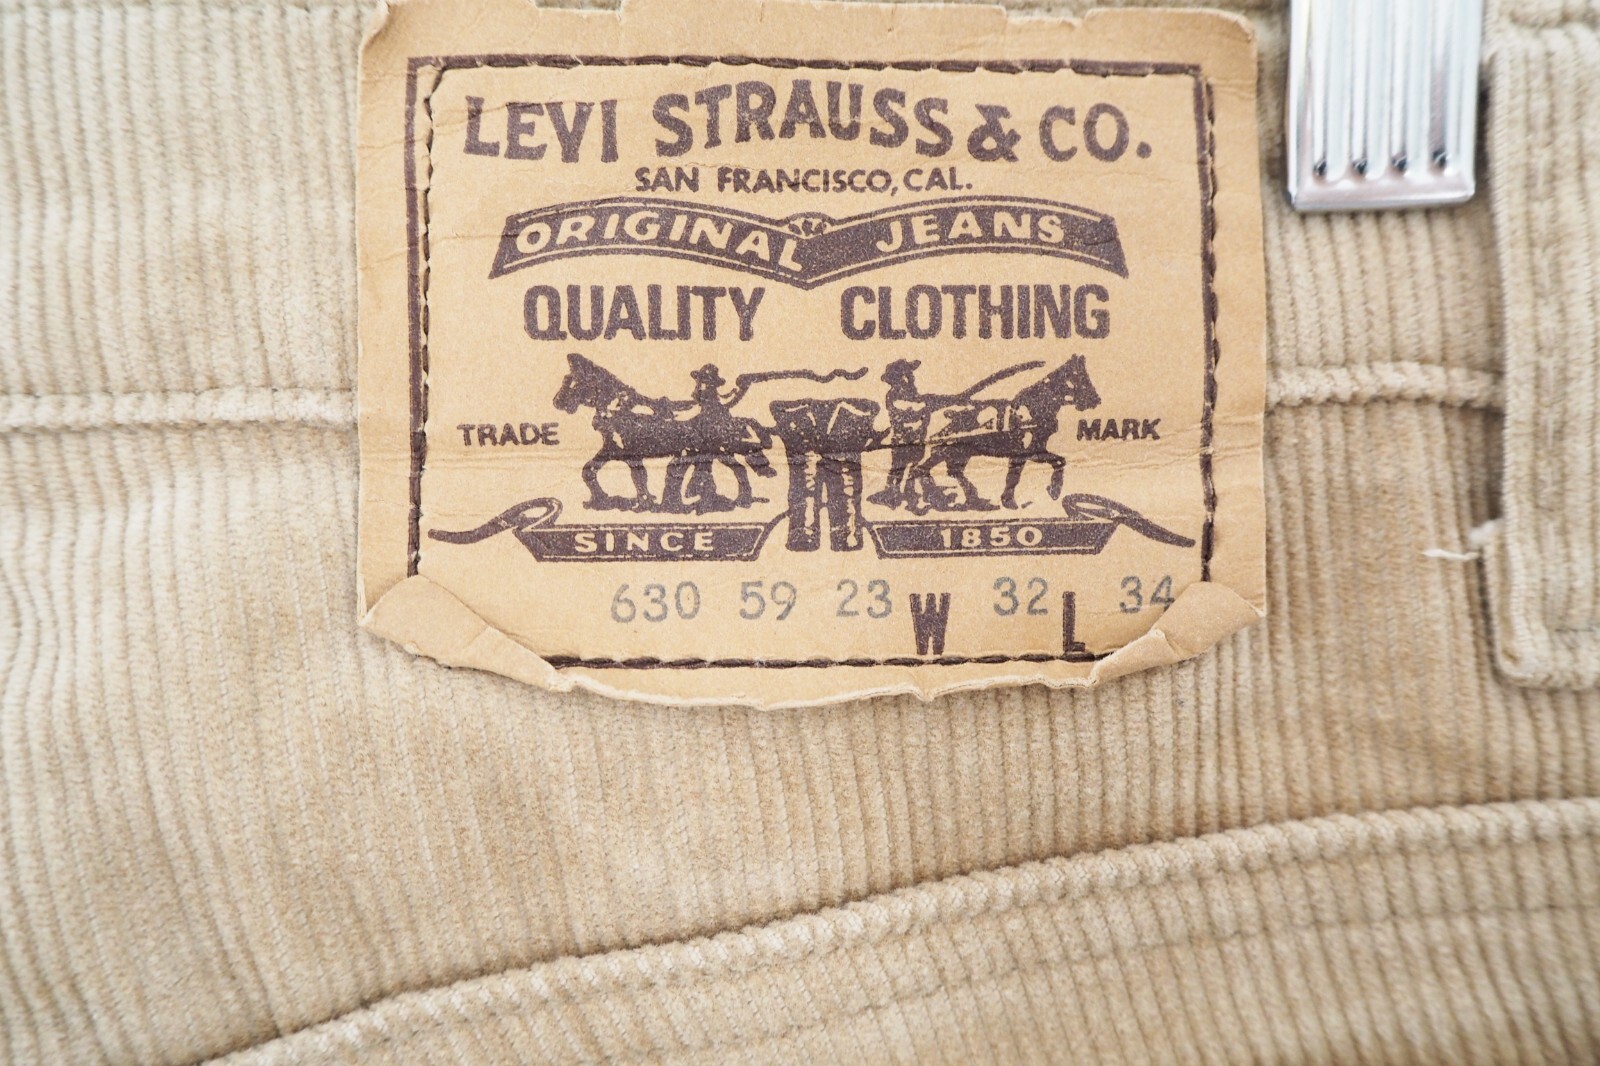 LEVI STRAUSS & CO.
SAN FRANCISCO, CAL.
ORIGINAL JEANS
QUALITY CLOTHING
TRADE MARK
SINCE 1850
630 59 23 W 32 L 34